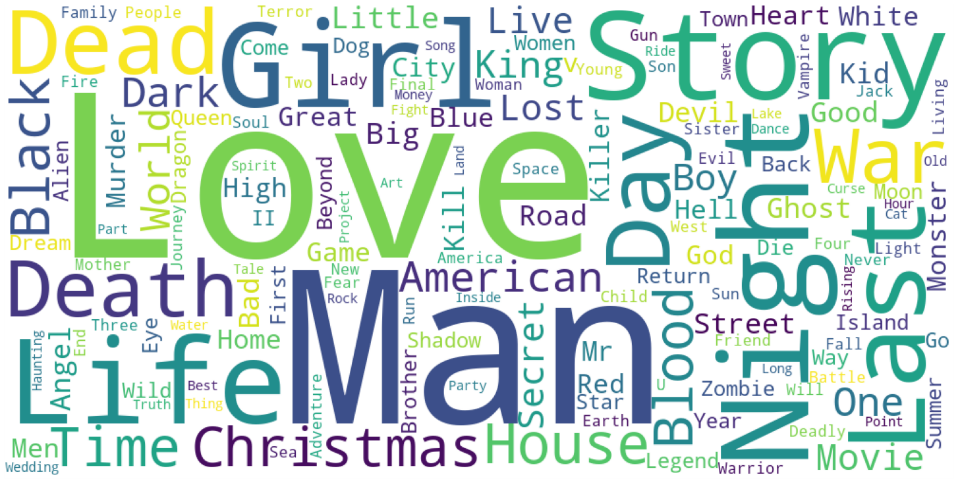 Family
People
Terror
Little
Live
Story
Town
Heart
White
Dead
Girl
Come
Dog
Song
Women
Gun
Ride
Sweet
Vampire
Kid
Jack
Fire
Dark
Two
Lady
City
Final
Money
Fight
King
Woman
V
Young
Son
Lost
Devil
Good
Living
Black
Alien
Murder
World
Queen
Dragon
Soul
Great
Big
Blue
Killer
Sister
Lake
Dance
War
Old
Love
Spirit
High
II
Beyond
Project
Art
Kill
Land
Space
Road
Day
Boy
Evil
Back
Hell
West
Ghost
Curse
Moon
Hour
Cat
Dream
Part
Journey
Mother
Game
America
Night
God
Die
Four
Never
Light
Last
Monster
Death
Tale
Bad
First
New
Fear
Rock
American
Run
Inside
Child
Return
Sun
Rising
Three
Water
Eye
Home
Man
Shadow
Secret
Mr
Blood
Street
Friend
Island
Way
Fall
Go
Haunting
Life
Angel
End
Wild
Truth
Best
Thing
Adventure
Brother
Party
Red
Star
Earth
U
Zombie
Year
Long
Will
Battle
One
Point
Summer
Men
Wedding
Time
Christmas
Sea
House
Legend
Deadly
Warrior
Movie